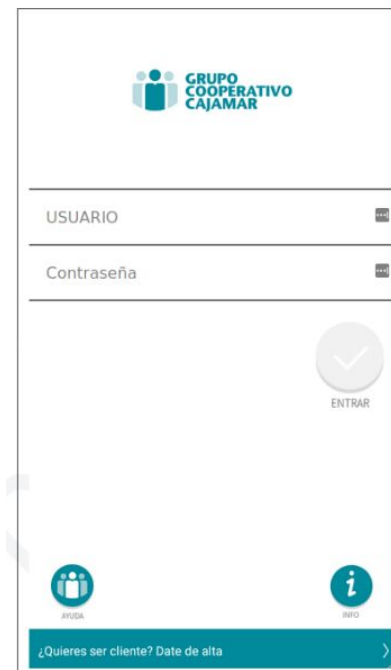 GRUPO
COOPERATIVO
CAJAMAR
USUARIO
Contraseña
ENTRAR
AYUDA
INFO
¿Quieres ser cliente? Date de alta